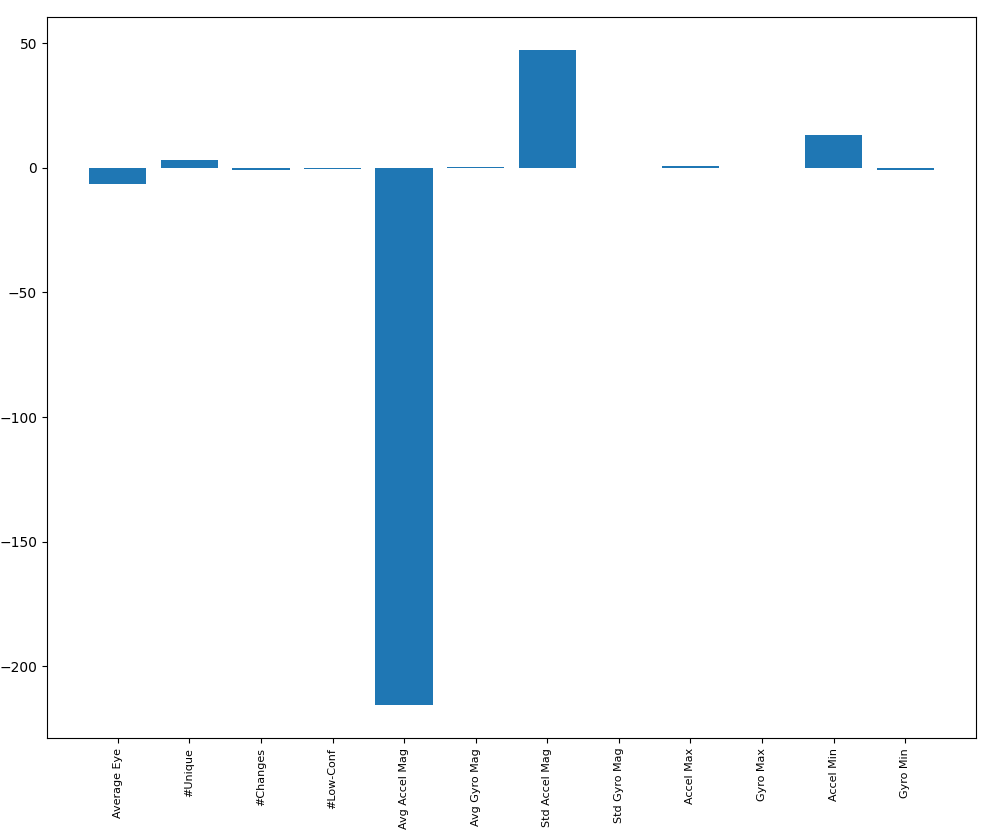 50
0
−50
−100
−150
−200
Average Eye
#Unique
#Changes
#Low-Conf
Avg Accel Mag
Avg Gyro Mag
Std Accel Mag
Std Gyro Mag
Accel Max
Gyro Max
Accel Min
Gyro Min